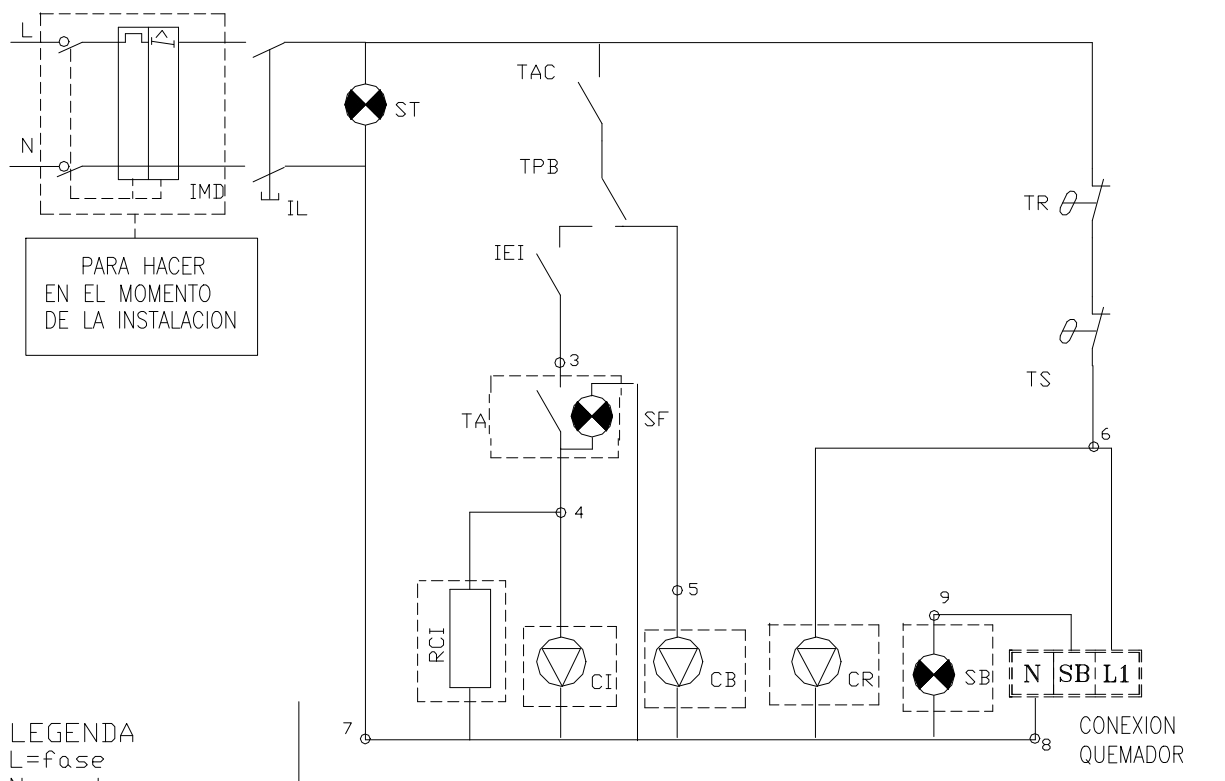 L
ST
TAC
N
TPB
IMD
IL
TR
PARA HACER
EN EL MOMENTO
DE LA INSTALACION
IEI
3
TS
TA
SF
6
4
5
9
RCI
CI
CB
CR
SB
N SB L1
7
8
CONEXION
QUEMADOR
LEGENDA
L=fase